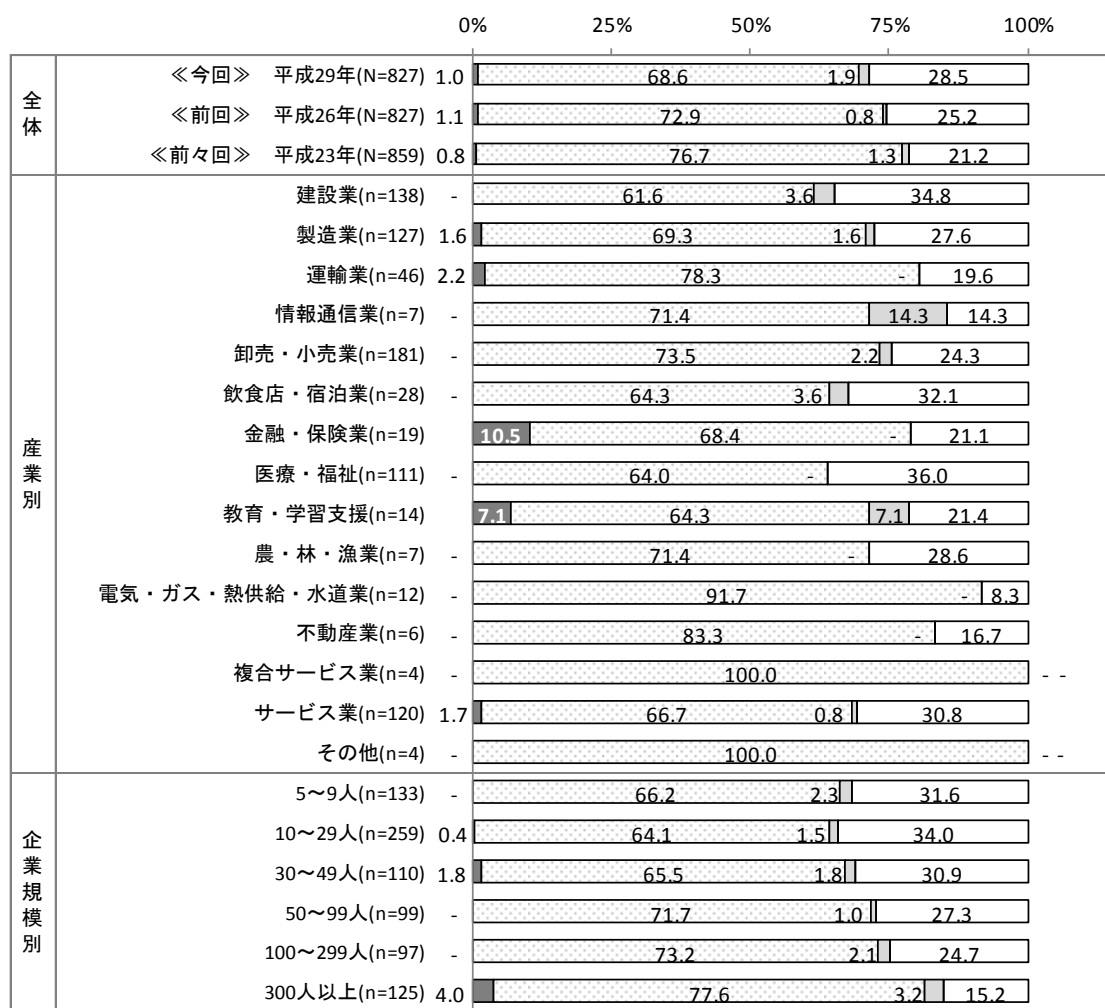 0% 25% 50% 75% 100%
全体
≪今回≫ 平成29年(N=827) 1.0 68.6 1.9 28.5
≪前回≫ 平成26年(N=827) 1.1 72.9 0.8 25.2
≪前々回≫ 平成23年(N=859) 0.8 76.7 1.3 21.2
産業別
建設業(n=138) - 61.6 3.6 34.8
製造業(n=127) 1.6 69.3 1.6 27.6
運輸業(n=46) 2.2 78.3 - 19.6
情報通信業(n=7) - 71.4 14.3 14.3
卸売・小売業(n=181) - 73.5 2.2 24.3
飲食店・宿泊業(n=28) - 64.3 3.6 32.1
金融・保険業(n=19) 10.5 68.4 - 21.1
医療・福祉(n=111) - 64.0 - 36.0
教育・学習支援(n=14) 7.1 64.3 7.1 21.4
農・林・漁業(n=7) - 71.4 - 28.6
電気・ガス・熱供給・水道業(n=12) - 91.7 - 8.3
不動産業(n=6) - 83.3 - 16.7
複合サービス業(n=4) - 100.0 - -
サービス業(n=120) 1.7 66.7 0.8 30.8
その他(n=4) - 100.0 - -
企業規模別
5～9人(n=133) - 66.2 2.3 31.6
10～29人(n=259) 0.4 64.1 1.5 34.0
30～49人(n=110) 1.8 65.5 1.8 30.9
50～99人(n=99) - 71.7 1.0 27.3
100～299人(n=97) - 73.2 2.1 24.7
300人以上(n=125) 4.0 77.6 3.2 15.2